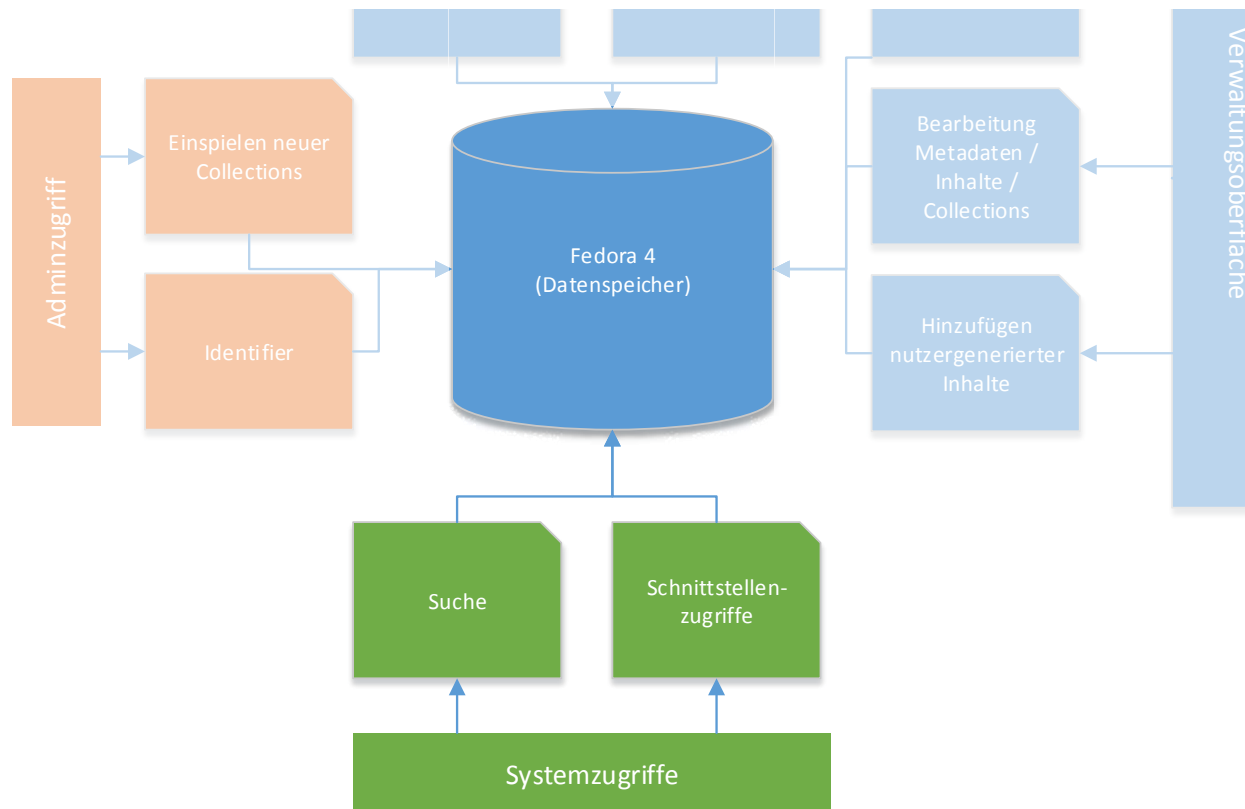 Adminzugriff
Einspielen neuer
Collections
Identifier
Fedora 4
(Datenspeicher)
Bearbeitung
Metadaten /
Inhalte /
Collections
Hinzufügen
nutzergenerierter
Inhalte
Verwaltungsoberfläche
Suche
Schnittstellen-
zugriffe
Systemzugriffe